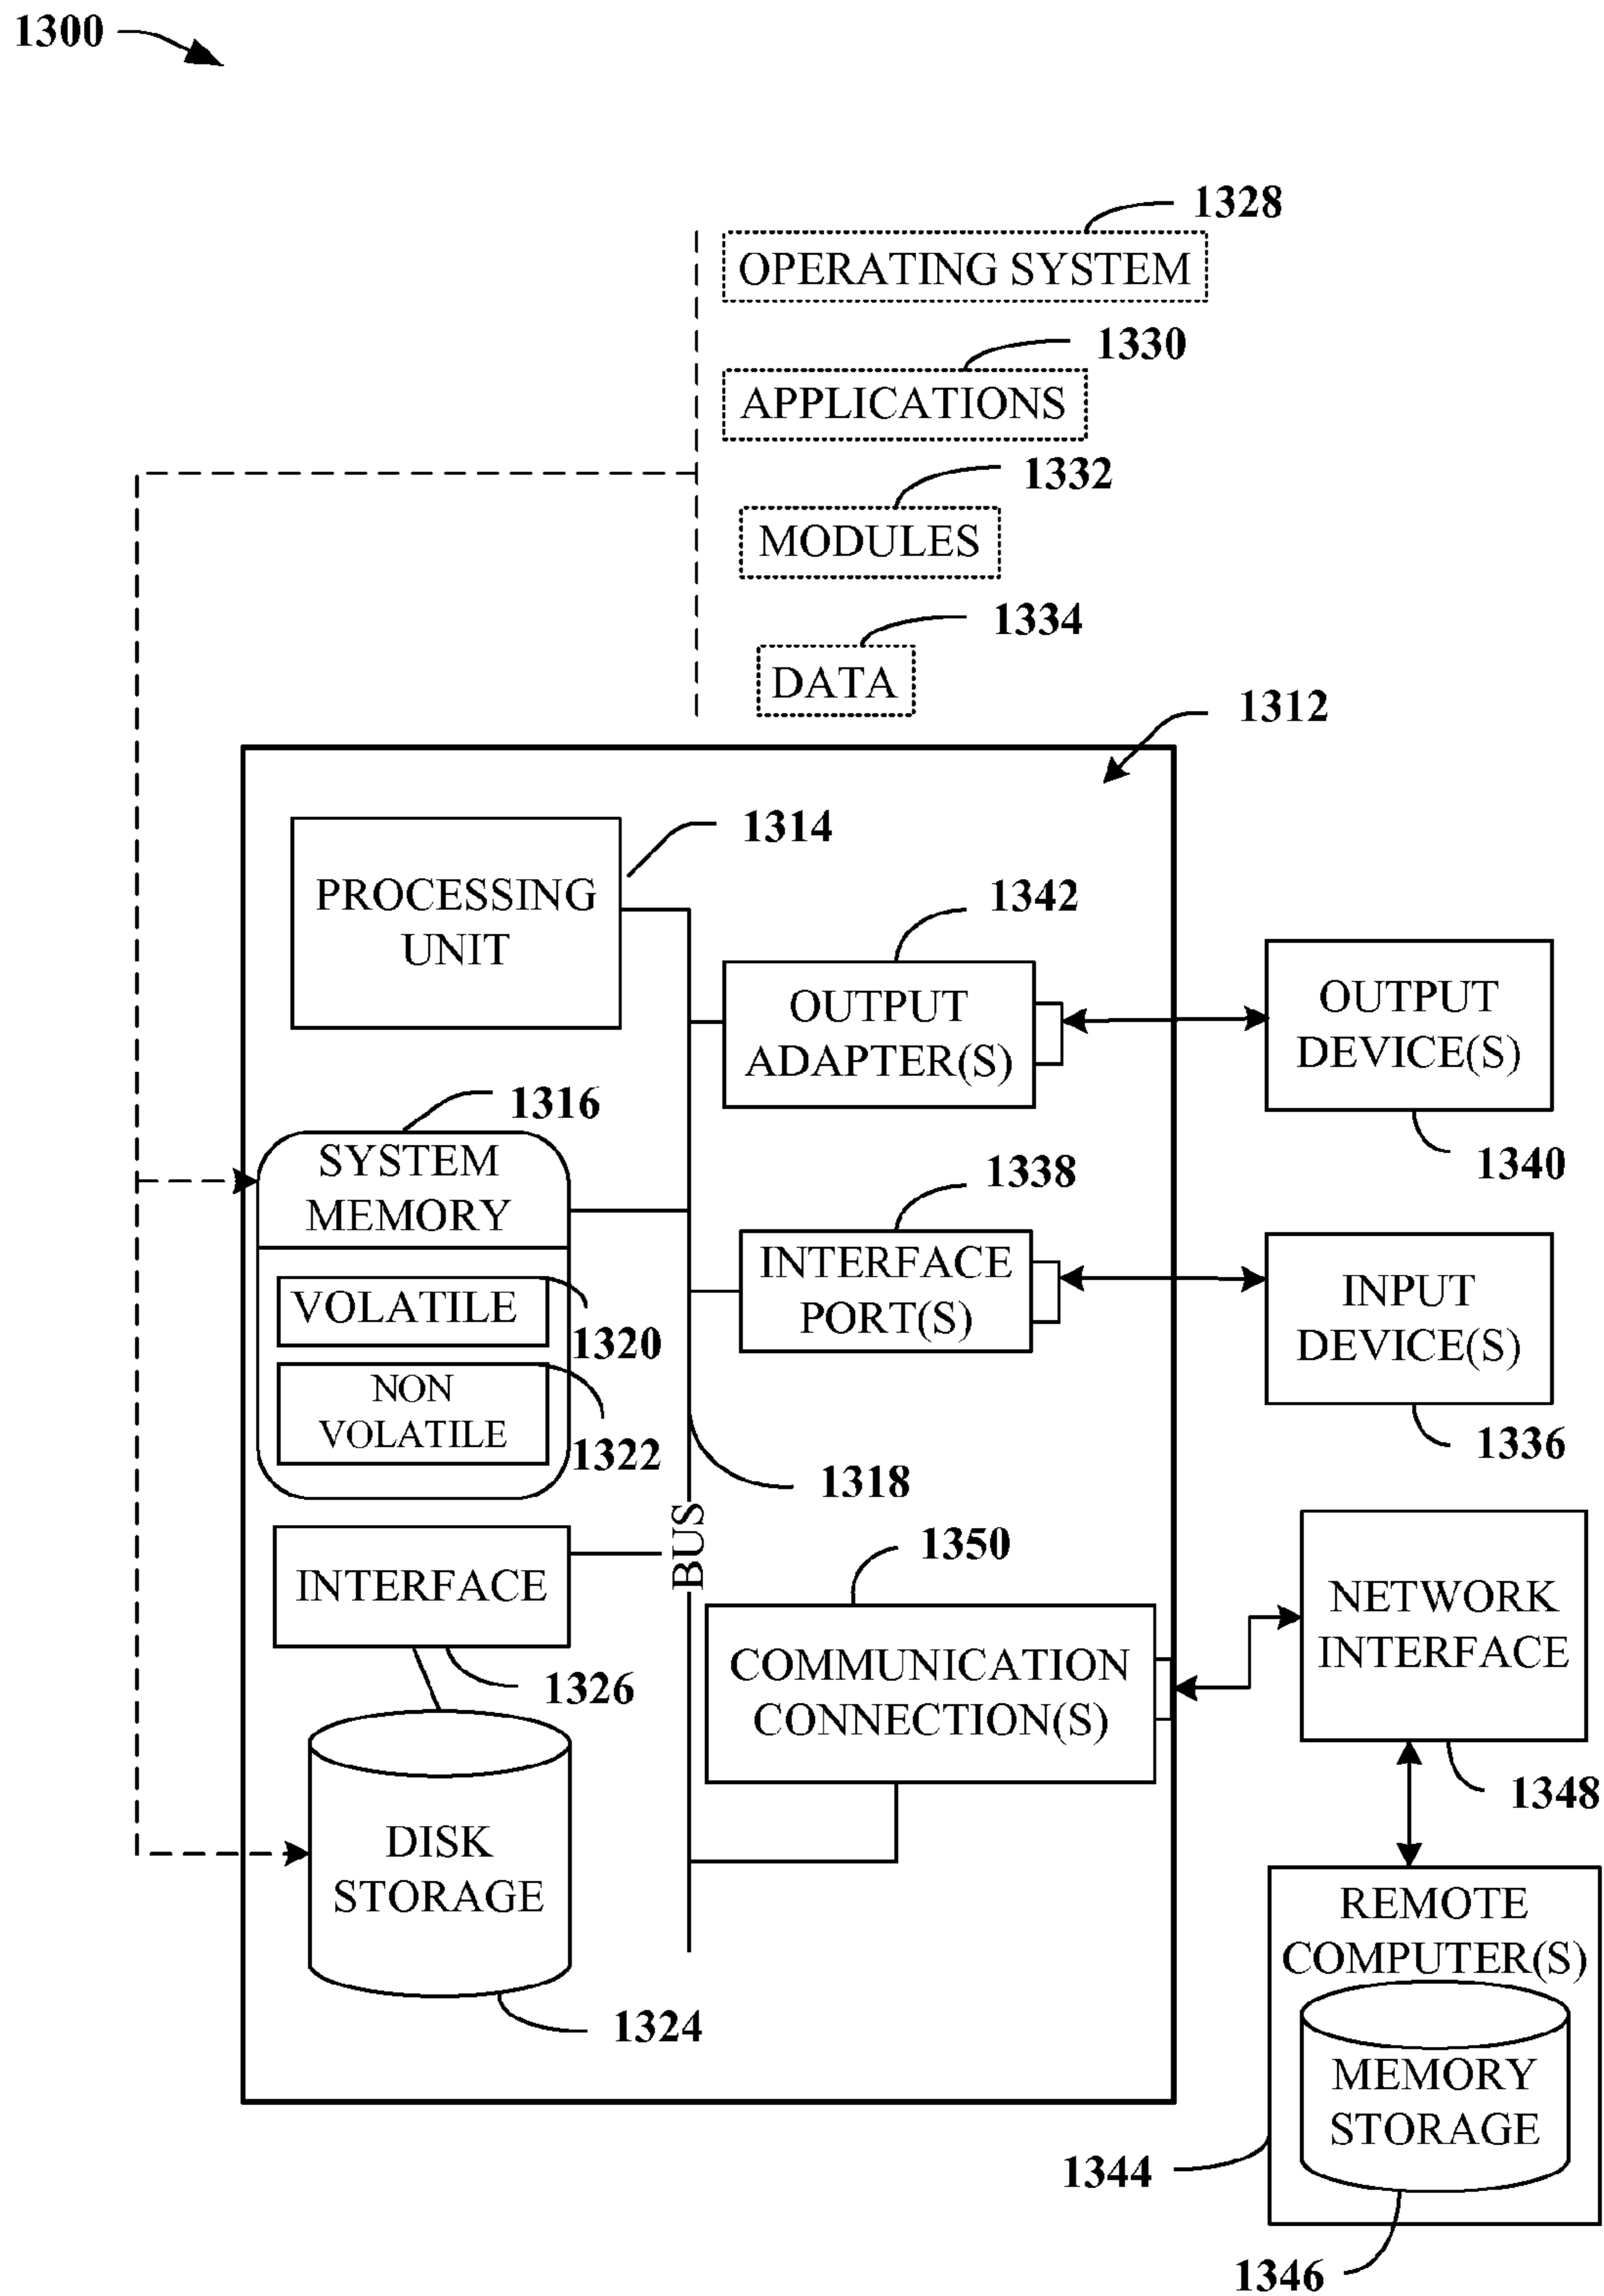 1300
1328
OPERATING SYSTEM
1330
APPLICATIONS
1332
MODULES
1334
DATA
1312
1314
PROCESSING
UNIT
1342
OUTPUT
ADAPTER(S)
OUTPUT
DEVICE(S)
1340
1316
SYSTEM
MEMORY
1338
INTERFACE
PORT(S)
INPUT
DEVICE(S)
1336
VOLATILE
1320
NON
VOLATILE
1322
1318
BUS
1350
INTERFACE
1326
COMMUNICATION
CONNECTION(S)
NETWORK
INTERFACE
1348
DISK
STORAGE
1324
REMOTE
COMPUTER(S)
MEMORY
STORAGE
1344
1346